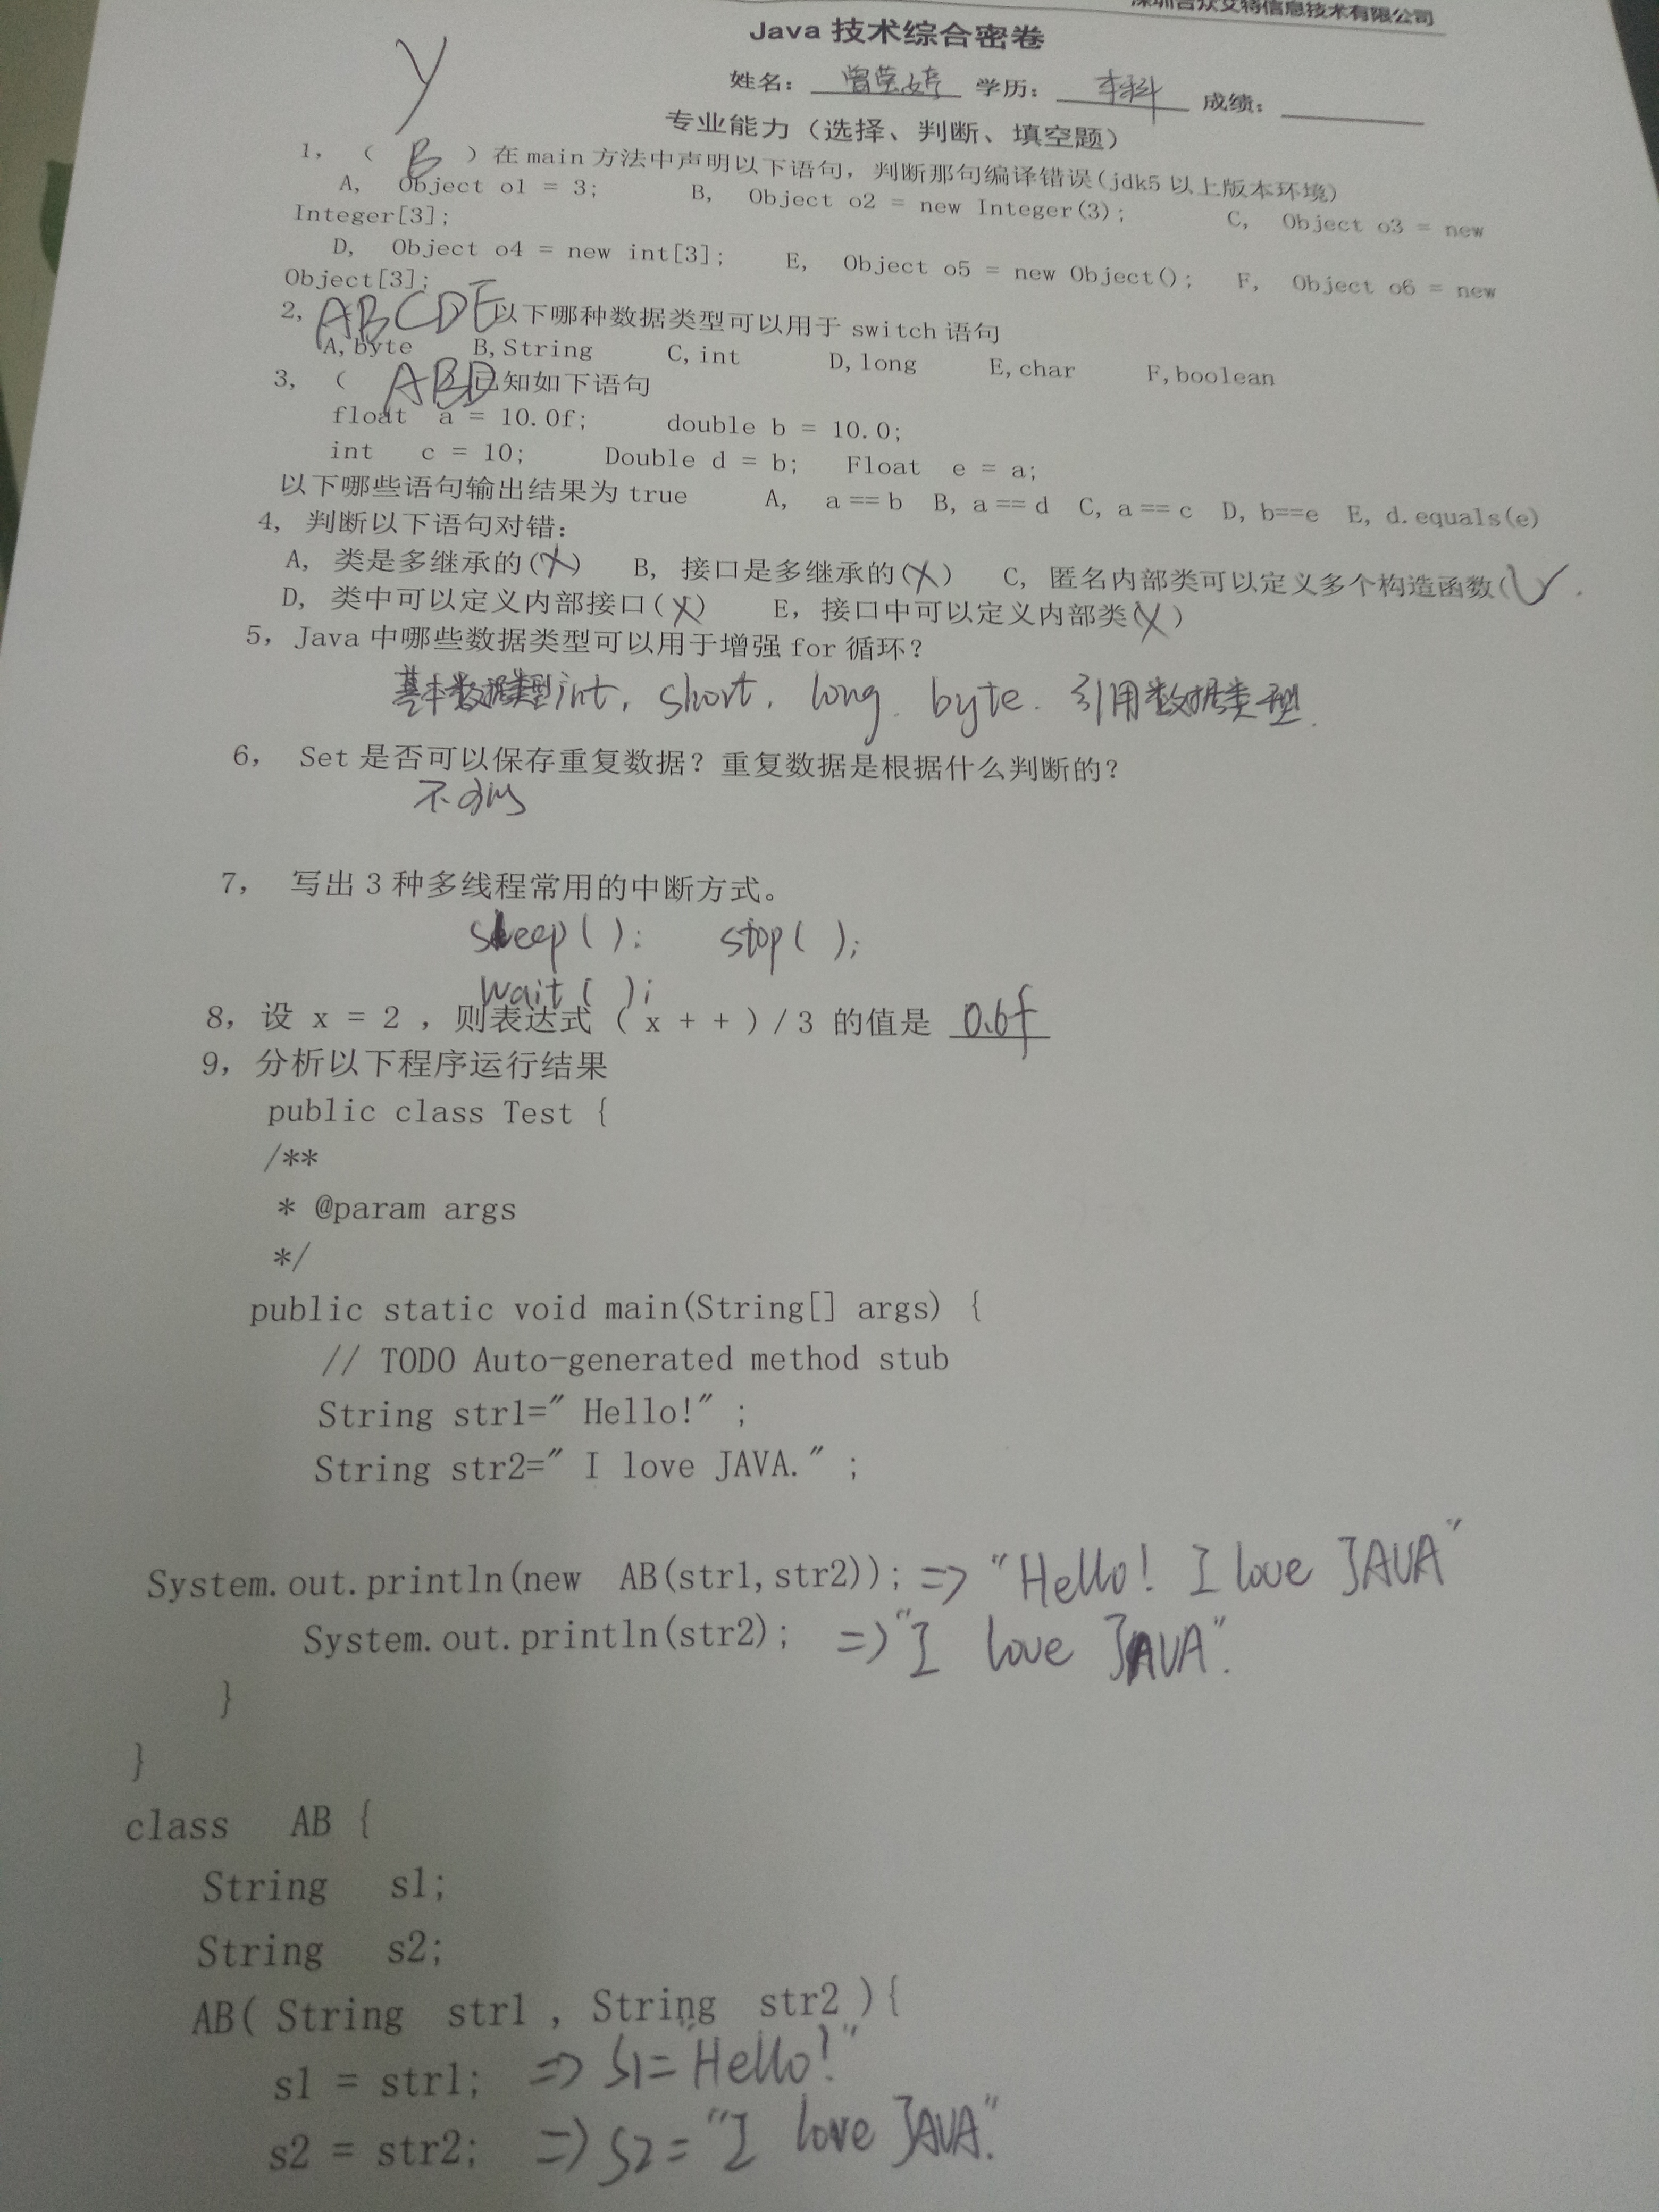 深圳合众艾特信息技术有限公司
Java 技术综合密卷
y
姓名： 曾莹婷 学历： 本科 成绩：
专业能力（选择、判断、填空题）
1，（ B ）在 main 方法中声明以下语句，判断那句编译错误(jdk5 以上版本环境)
A, Object o1 = 3; B, Object o2 = new Integer(3); C, Object o3 = new
Integer[3];
D, Object o4 = new int[3]; E, Object o5 = new Object(); F, Object o6 = new
Object[3];
2, ABCDE 以下哪种数据类型可以用于 switch 语句
A,byte B,String C,int D,long E,char F,boolean
3, ( ABD 已知如下语句
float a = 10.0f; double b = 10.0;
int c = 10; Double d = b; Float e = a;
以下哪些语句输出结果为 true A, a == b B, a == d C, a == c D, b==e E, d.equals(e)
4, 判断以下语句对错：
A, 类是多继承的(X) B, 接口是多继承的(X) C, 匿名内部类可以定义多个构造函数(√
D, 类中可以定义内部接口(X) E, 接口中可以定义内部类(X)
5, Java 中哪些数据类型可以用于增强 for 循环？
基本数据类型int, short, long, byte. 引用数据类型.
6， Set 是否可以保存重复数据？重复数据是根据什么判断的？
不可以
7， 写出 3 种多线程常用的中断方式。
sleep( ); stop( );
wait( );
8，设 x = 2 ，则表达式 ( x + + ) / 3 的值是 0.6f
9，分析以下程序运行结果
public class Test {
/**
* @param args
*/
public static void main(String[] args) {
// TODO Auto-generated method stub
String str1=" Hello!" ;
String str2=" I love JAVA." ;
System.out.println(new AB(str1,str2)); => "Hello! I love JAVA"
System.out.println(str2); => "I love JAVA".
}
}
class AB {
String s1;
String s2;
AB( String str1 , String str2 ){
s1 = str1; => S1="Hello!"
s2 = str2; => S2="I love JAVA".